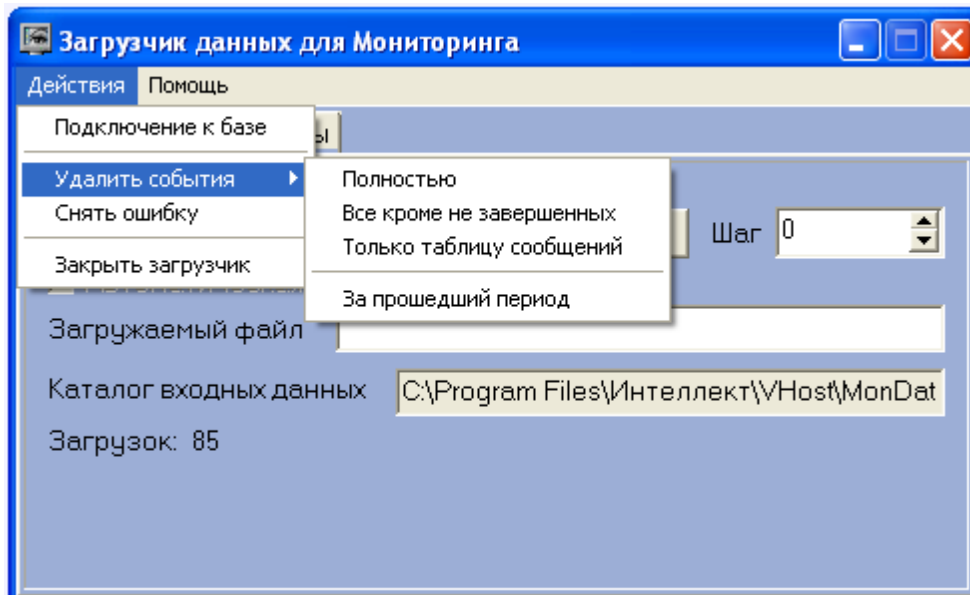 Загрузчик данных для Мониторинга
Действия Помощь
Подключение к базе
ы
Удалить события
Полностью
Снять ошибку
Все кроме не завершенных
Шаг 0
Только таблицу сообщений
Закрыть загрузчик
За прошедший период
Загружаемый файл
Каталог входных данных C:\Program Files\Интеллект\VHost\MonDat
Загрузок: 85